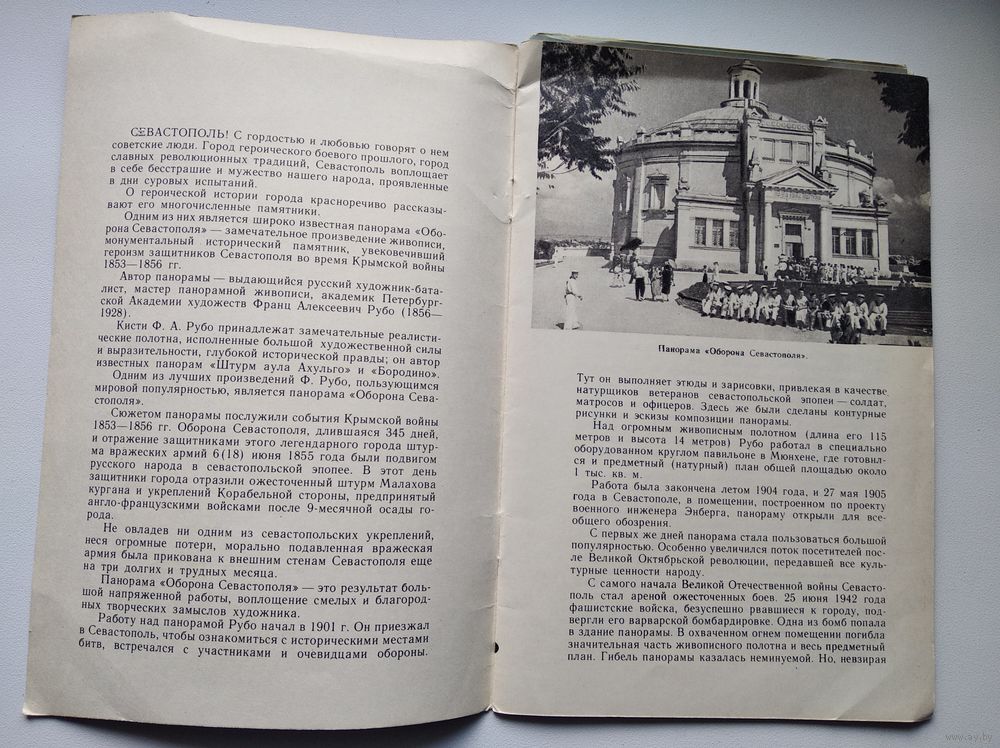 СЕВАСТОПОЛЬ! С гордостью и любовью говорят о нем
советские люди. Город героического боевого прошлого, город
славных революционных традиций, Севастополь воплощает
в себе бесстрашие и мужество нашего народа, проявленные
в дни суровых испытаний.
О героической истории города красноречиво рассказы-
вают его многочисленные памятники.
Одним из них является широко известная панорама «Обо-
рона Севастополя» — замечательное произведение живописи,
монументальный исторический памятник, увековечивший
героизм защитников Севастополя во время Крымской войны
1853—1856 гг.
Автор панорамы — выдающийся русский художник-бата-
лист, мастер панорамной живописи, академик Петербург-
ской Академии художеств Франц Алексеевич Рубо (1856—
1928).
Кисти Ф. А. Рубо принадлежат замечательные реалисти-
ческие полотна, исполненные большой художественной силы
и выразительности, глубокой исторической правды; он автор
известных панорам «Штурм аула Ахульго» и «Бородино».
Одним из лучших произведений Ф. Рубо, пользующимся
мировой популярностью, является панорама «Оборона Сева-
стополя».
Сюжетом панорамы послужили события Крымской войны
1853—1856 гг. Оборона Севастополя, длившаяся 345 дней,
и отражение защитниками этого легендарного города штур-
ма вражеских армий 6(18) июня 1855 года были подвигом
русского народа в севастопольской эпопее. В этот день
защитники города отразили ожесточенный штурм Малахова
кургана и укреплений Корабельной стороны, предпринятый
англо-французскими войсками после 9-месячной осады го-
рода.
Не овладев ни одним из севастопольских укреплений,
неся огромные потери, морально подавленная вражеская
армия была прикована к внешним стенам Севастополя еще
на три долгих и трудных месяца.
Панорама «Оборона Севастополя» — это результат боль-
шой напряженной работы, воплощение смелых и благород-
ных творческих замыслов художника.
Работу над панорамой Рубо начал в 1901 г. Он приезжал
в Севастополь, чтобы ознакомиться с историческими местами
битв, встречался с участниками и очевидцами обороны.
Панорама «Оборона Севастополя».
Тут он выполняет этюды и зарисовки, привлекая в качестве
натурщиков ветеранов севастопольской эпопеи — солдат,
матросов и офицеров. Здесь же были сделаны контурные
рисунки и эскизы композиции панорамы.
Над огромным живописным полотном (длина его 115
метров и высота 14 метров) Рубо работал в специально
оборудованном круглом павильоне в Мюнхене, где готовил-
ся и предметный (натурный) план общей площадью около
1 тыс. кв. м.
Работа была закончена летом 1904 года, и 27 мая 1905
года в Севастополе, в помещении, построенном по проекту
военного инженера Энберга, панораму открыли для все-
общего обозрения.
С первых же дней панорама стала пользоваться большой
популярностью. Особенно увеличился поток посетителей пос-
ле Великой Октябрьской революции, передавшей все куль-
турные ценности народу.
С самого начала Великой Отечественной войны Севасто-
поль стал ареной ожесточенных боев. 25 июня 1942 года
фашистские войска, безуспешно рвавшиеся к городу, под-
вергли его варварской бомбардировке. Одна из бомб попала
в здание панорамы. В охваченном огнем помещении погибла
значительная часть живописного полотна и весь предметный
план. Гибель панорамы казалась неминуемой. Но, невзирая
www.ay.by